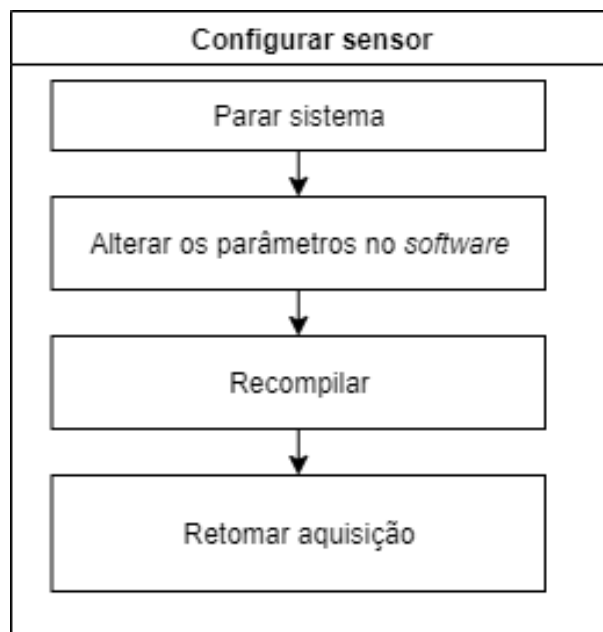 Configurar sensor
Parar sistema
Alterar os parâmetros no software
Recompilar
Retomar aquisição